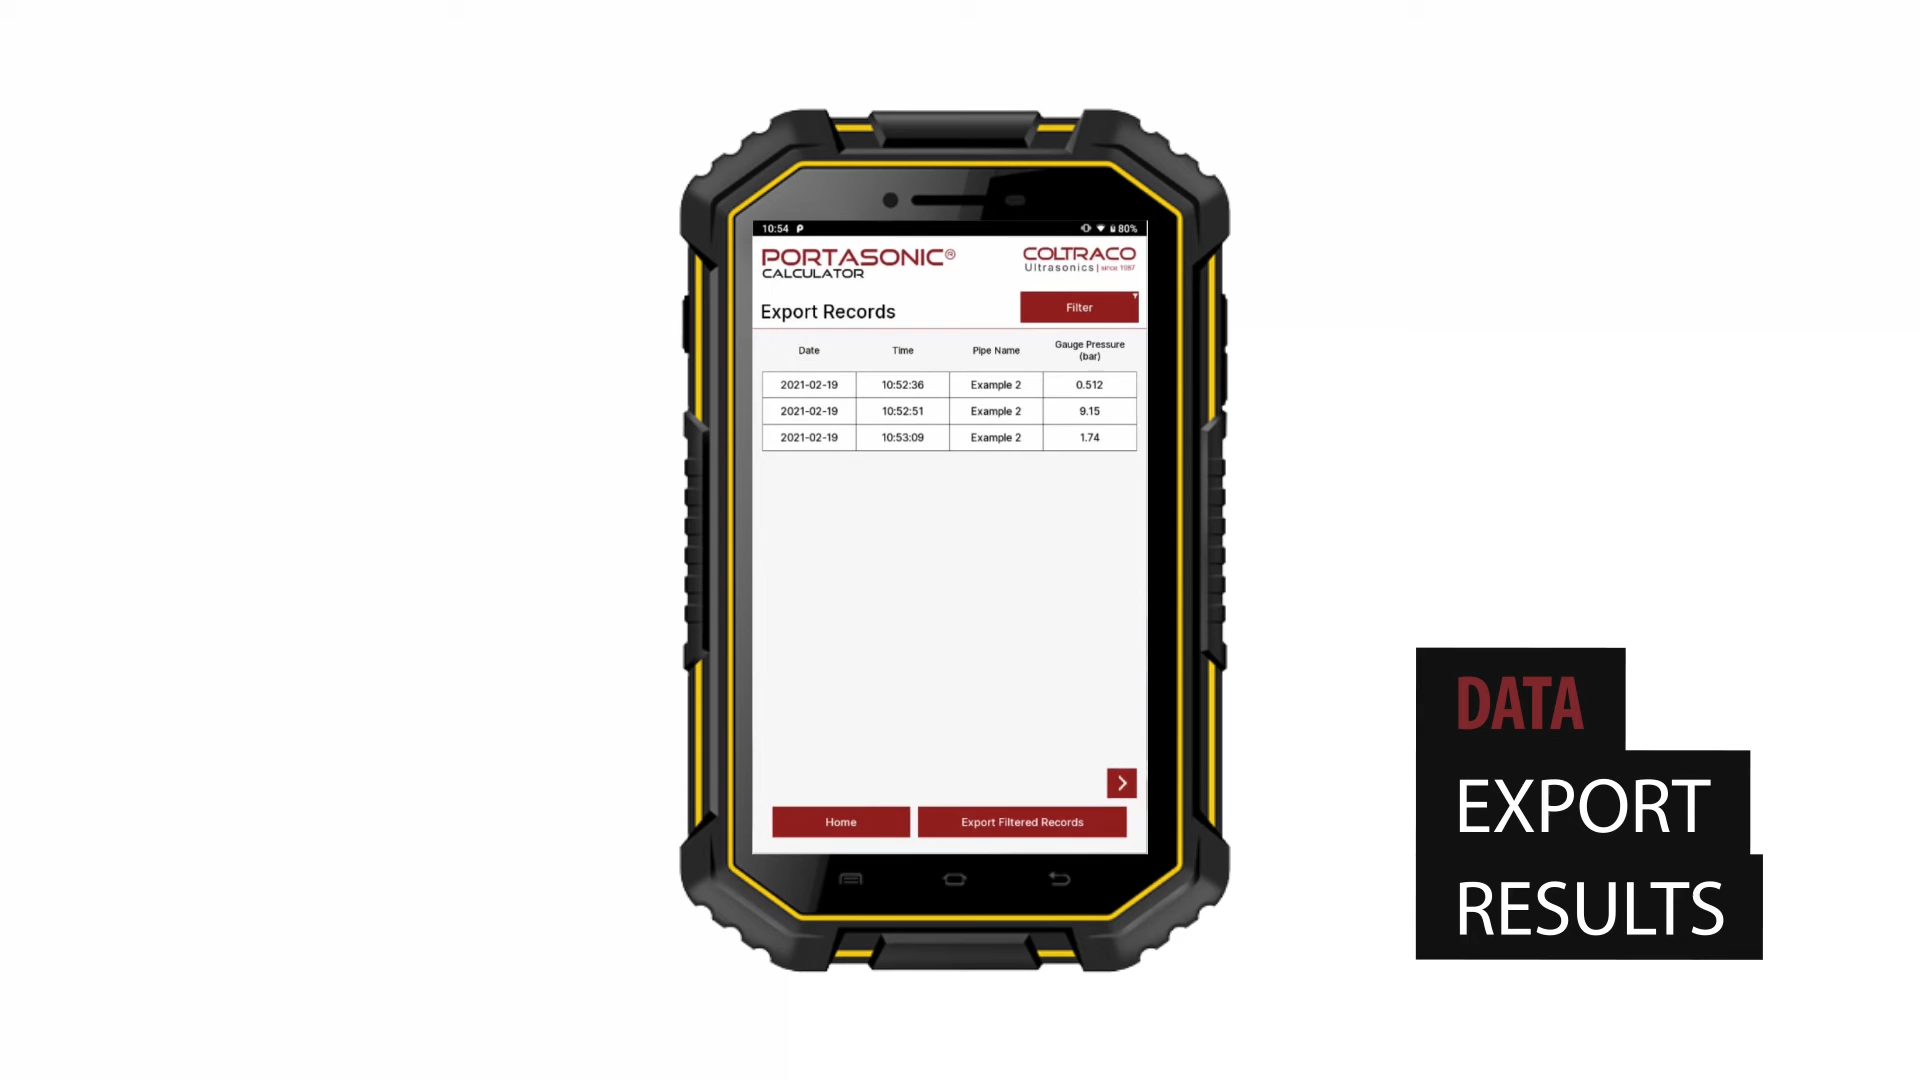 10:54 80%
PORTASONIC® COLTRACO
CALCULATOR Ultrasonics | since 1987
Export Records Filter
Date Time Pipe Name Gauge Pressure (bar)
2021-02-19 10:52:36 Example 2 0.512
2021-02-19 10:52:51 Example 2 9.15
2021-02-19 10:53:09 Example 2 1.74
Home Export Filtered Records
DATA
EXPORT
RESULTS